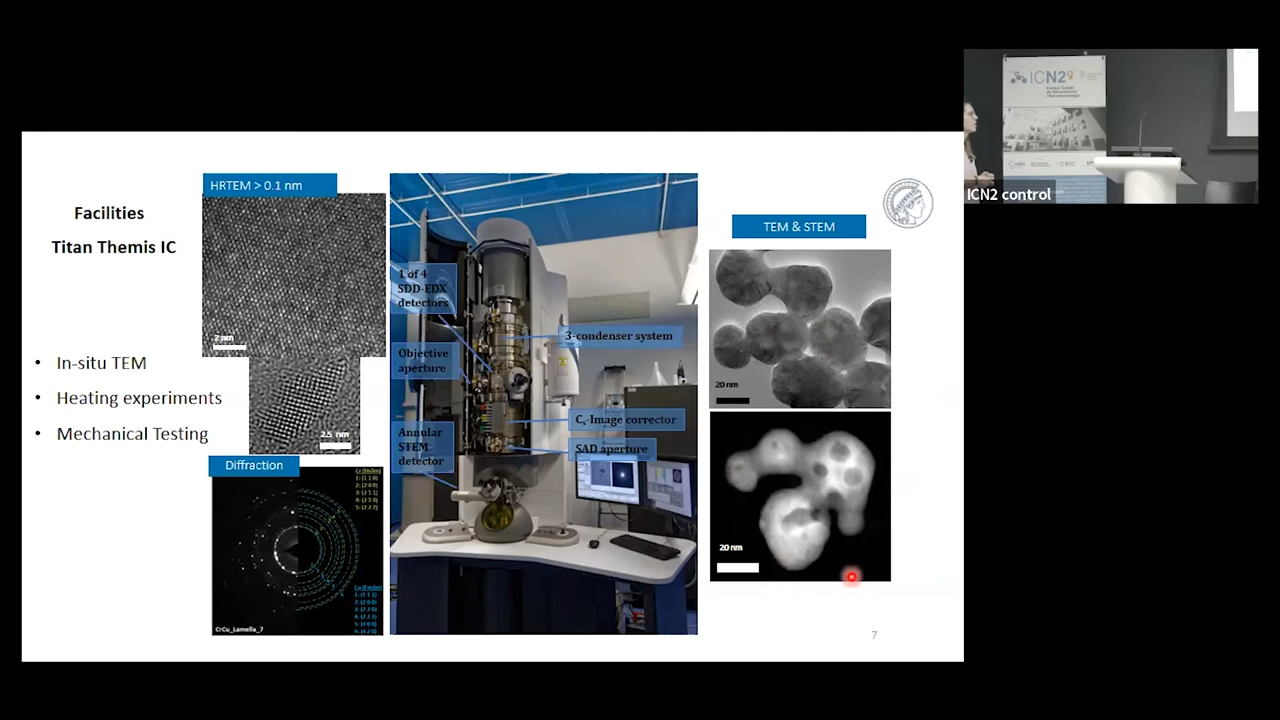 Facilities
Titan Themis IC
• In-situ TEM
• Heating experiments
• Mechanical Testing
HRTEM > 0.1 nm
2 nm
2.5 nm
Diffraction
CrCu_Lamella_7
1 of 4
SDD-EDX
detectors
Objective
aperture
Annular
STEM
detector
3-condenser system
Cs-Image corrector
SAD aperture
TEM & STEM
20 nm
20 nm
7
ICN2
ICN2 control